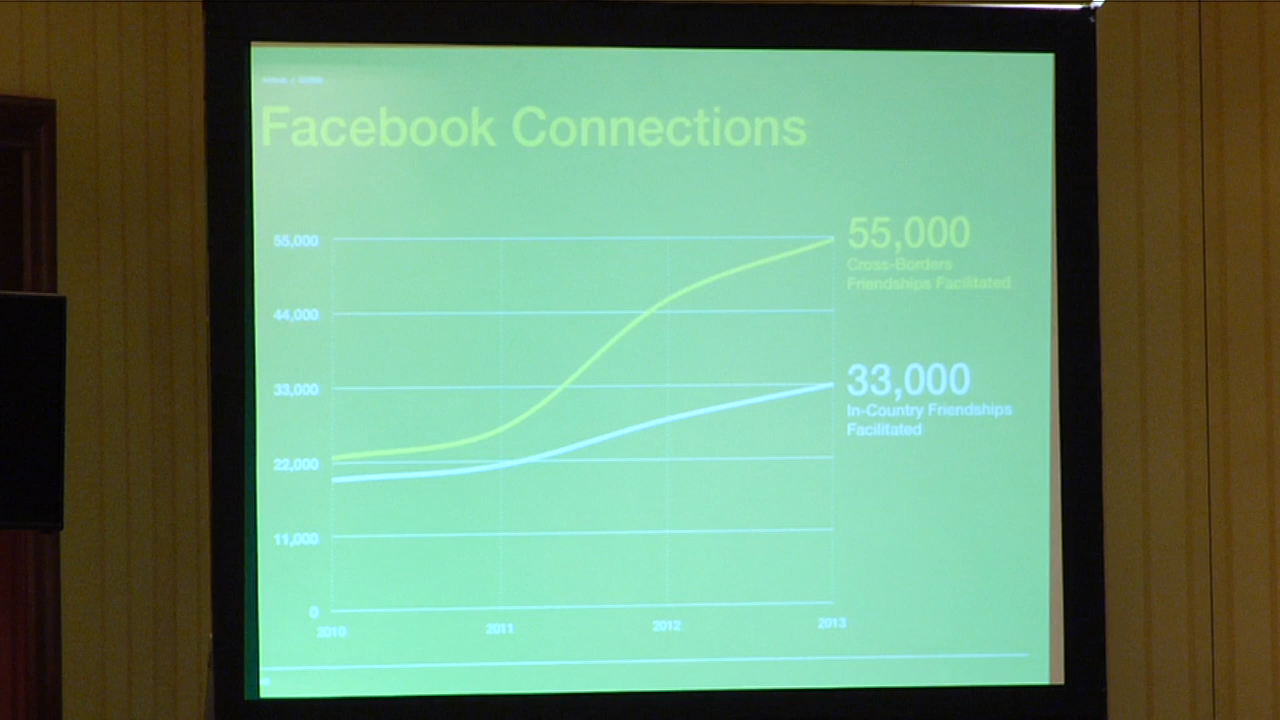 Facebook Connections
55,000
44,000
33,000
22,000
11,000
0
2010
2011
2012
2013
55,000
Cross-Borders
Friendships Facilitated
33,000
In-Country Friendships
Facilitated